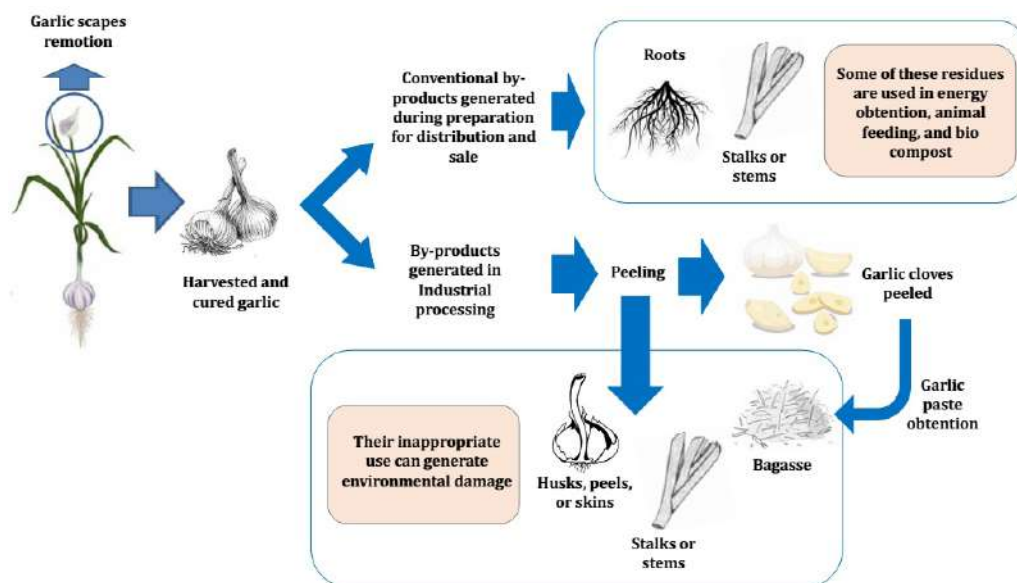 Garlic scapes
remotion
Harvested and
cured garlic
Conventional by-
products generated
during preparation
for distribution and
sale
Roots
Stalks or
stems
Some of these residues
are used in energy
obtention, animal
feeding, and bio
compost
By-products
generated in
Industrial
processing
Peeling
Garlic cloves
peeled
Garlic
paste
obtention
Their inappropriate
use can generate
environmental damage
Husks, peels,
or skins
Stalks or
stems
Bagasse